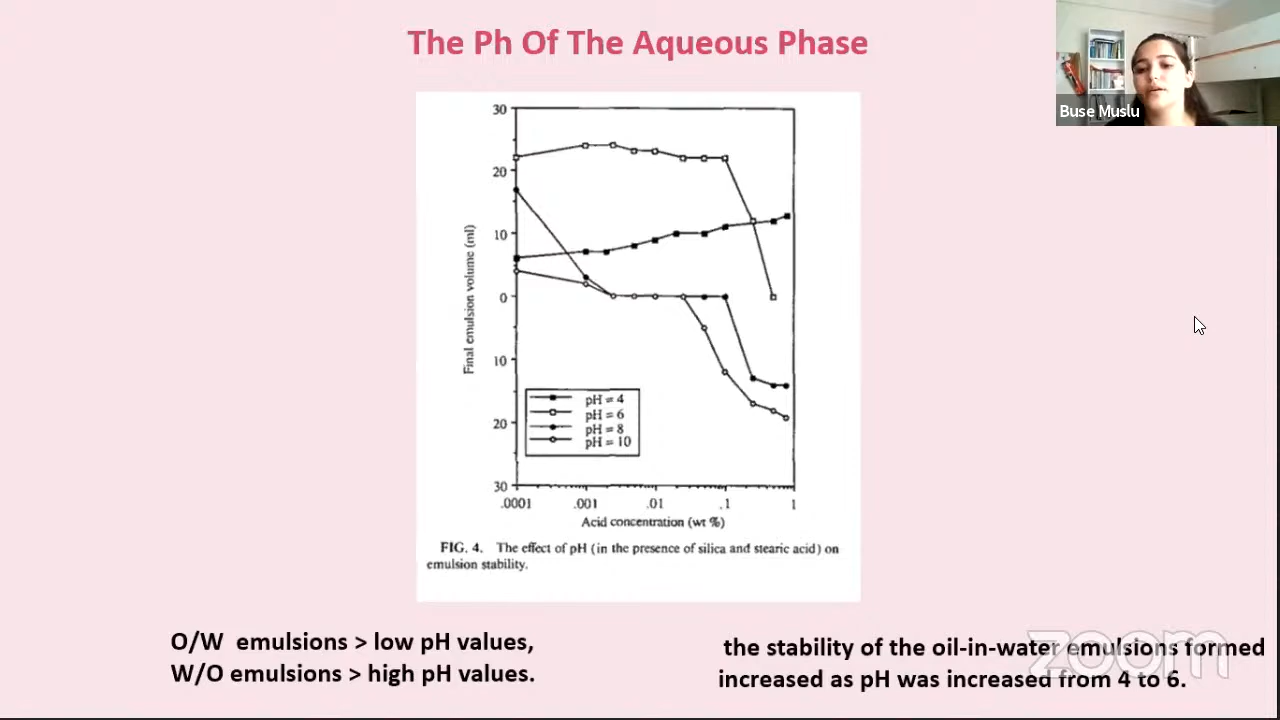 The Ph Of The Aqueous Phase
Buse Muslu
30
20
10
0
10
20
30
Final emulsion volume (ml)
pH = 4
pH = 6
pH = 8
pH = 10
.0001
.001
.01
.1
1
Acid concentration (wt %)
FIG. 4. The effect of pH (in the presence of silica and stearic acid) on
emulsion stability.
O/W emulsions > low pH values,
W/O emulsions > high pH values.
the stability of the oil-in-water emulsions formed
increased as pH was increased from 4 to 6.
zoom